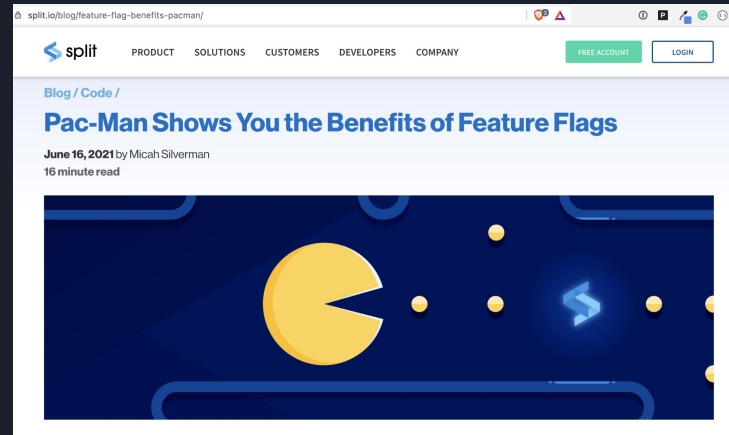 split.io/blog/feature-flag-benefits-pacman/
split PRODUCT SOLUTIONS CUSTOMERS DEVELOPERS COMPANY FREE ACCOUNT LOGIN
Blog / Code /
Pac-Man Shows You the Benefits of Feature Flags
June 16, 2021 by Micah Silverman
16 minute read